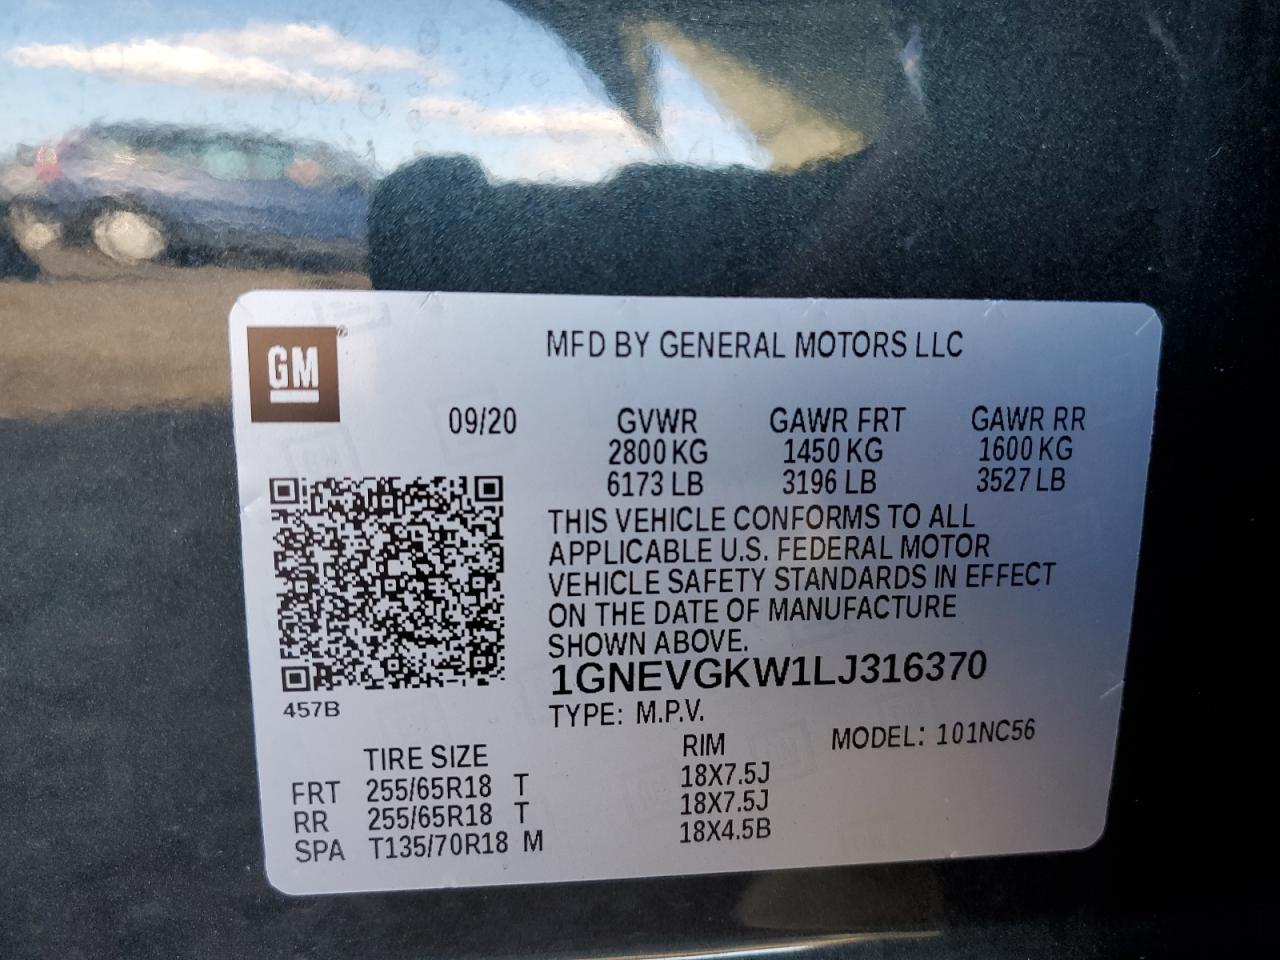 GM®
MFD BY GENERAL MOTORS LLC
09/20 GVWR GAWR FRT GAWR RR
2800 KG 1450 KG 1600 KG
6173 LB 3196 LB 3527 LB
THIS VEHICLE CONFORMS TO ALL
APPLICABLE U.S. FEDERAL MOTOR
VEHICLE SAFETY STANDARDS IN EFFECT
ON THE DATE OF MANUFACTURE
SHOWN ABOVE.
1GNEVGKW1LJ316370
457B
TYPE: M.P.V.
MODEL: 101NC56
TIRE SIZE RIM
FRT 255/65R18 T 18X7.5J
RR 255/65R18 T 18X7.5J
SPA T135/70R18 M 18X4.5B